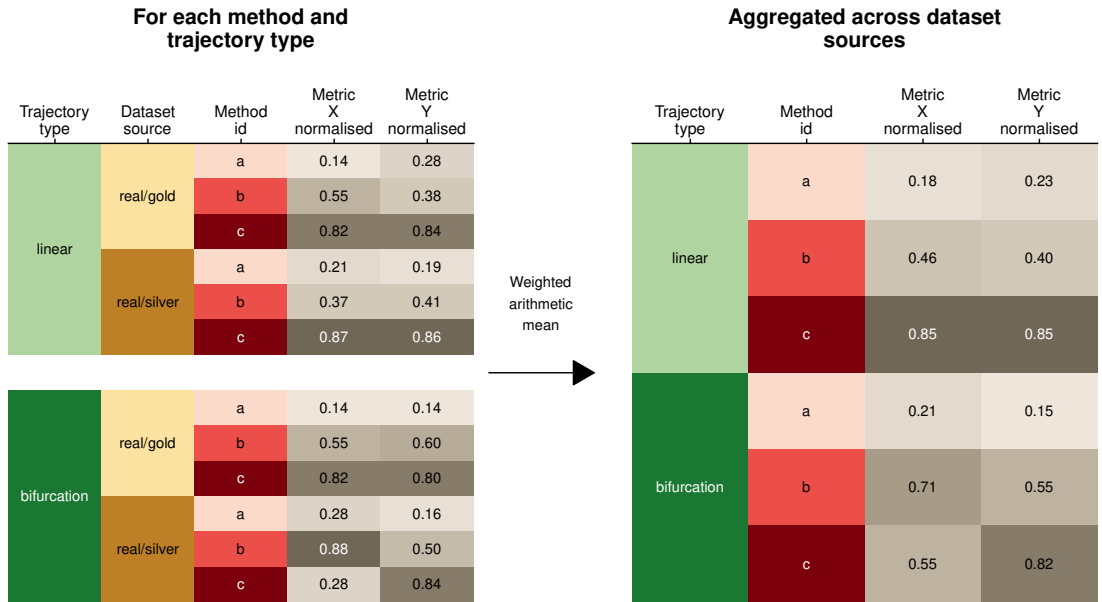 For each method and
trajectory type
Trajectory
type
Dataset
source
Method
id
Metric
X
normalised
Metric
Y
normalised
linear
real/gold
a 0.14 0.28
b 0.55 0.38
c 0.82 0.84
real/silver
a 0.21 0.19
b 0.37 0.41
c 0.87 0.86
bifurcation
real/gold
a 0.14 0.14
b 0.55 0.60
c 0.82 0.80
real/silver
a 0.28 0.16
b 0.88 0.50
c 0.28 0.84
Weighted
arithmetic
mean
Aggregated across dataset
sources
Trajectory
type
Method
id
Metric
X
normalised
Metric
Y
normalised
linear
a 0.18 0.23
b 0.46 0.40
c 0.85 0.85
bifurcation
a 0.21 0.15
b 0.71 0.55
c 0.55 0.82